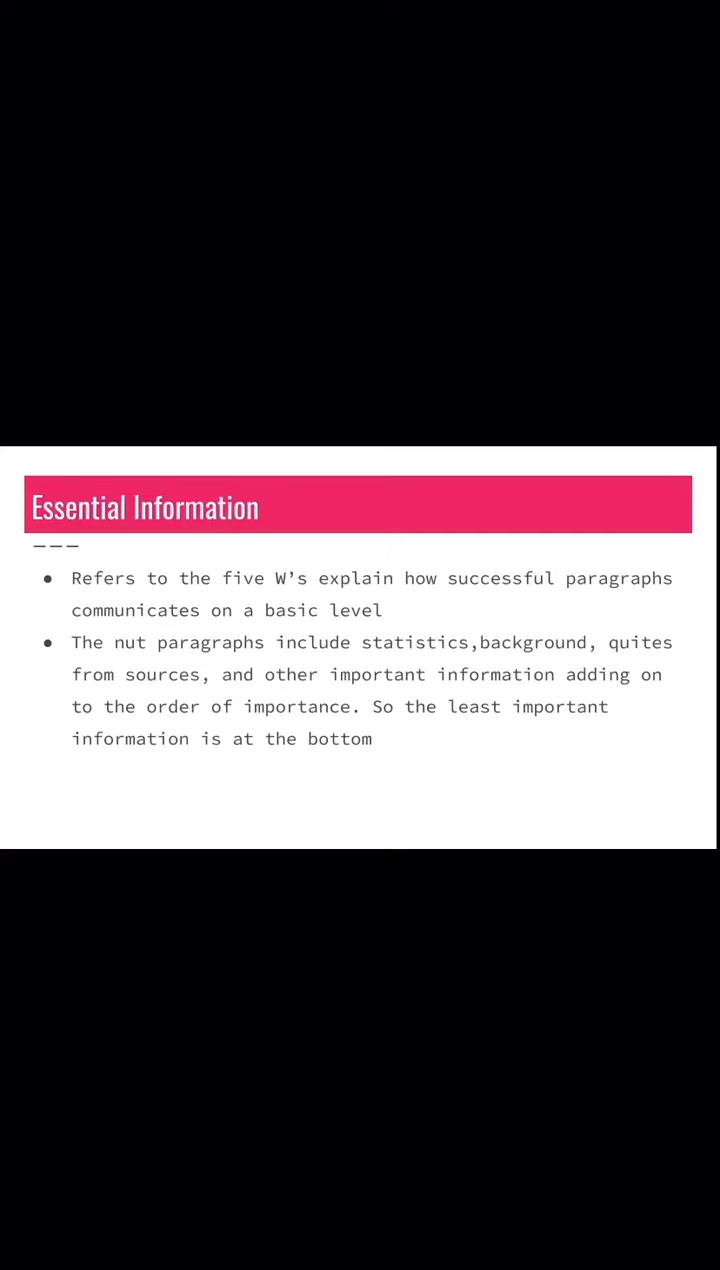 Essential Information
———
● Refers to the five W’s explain how successful paragraphs
communicates on a basic level
● The nut paragraphs include statistics,background, quites
from sources, and other important information adding on
to the order of importance. So the least important
information is at the bottom